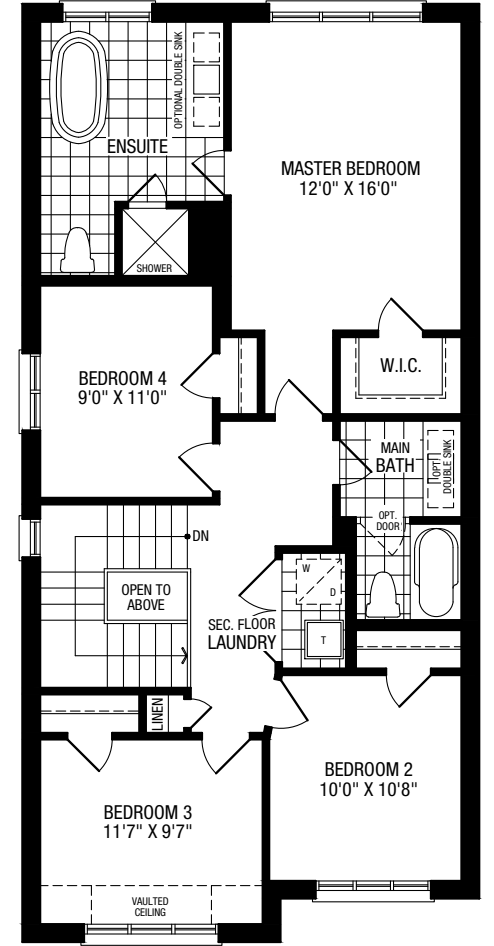 OPTIONAL DOUBLE SINK
ENSUITE
MASTER BEDROOM
12'0" X 16'0"
SHOWER
W.I.C.
BEDROOM 4
9'0" X 11'0"
MAIN
BATH
OPT.
DOUBLE SINK
OPT.
DOOR
DN
OPEN TO
ABOVE
W
D
SEC. FLOOR
LAUNDRY
T
LINEN
BEDROOM 2
10'0" X 10'8"
BEDROOM 3
11'7" X 9'7"
VAULTED
CEILING